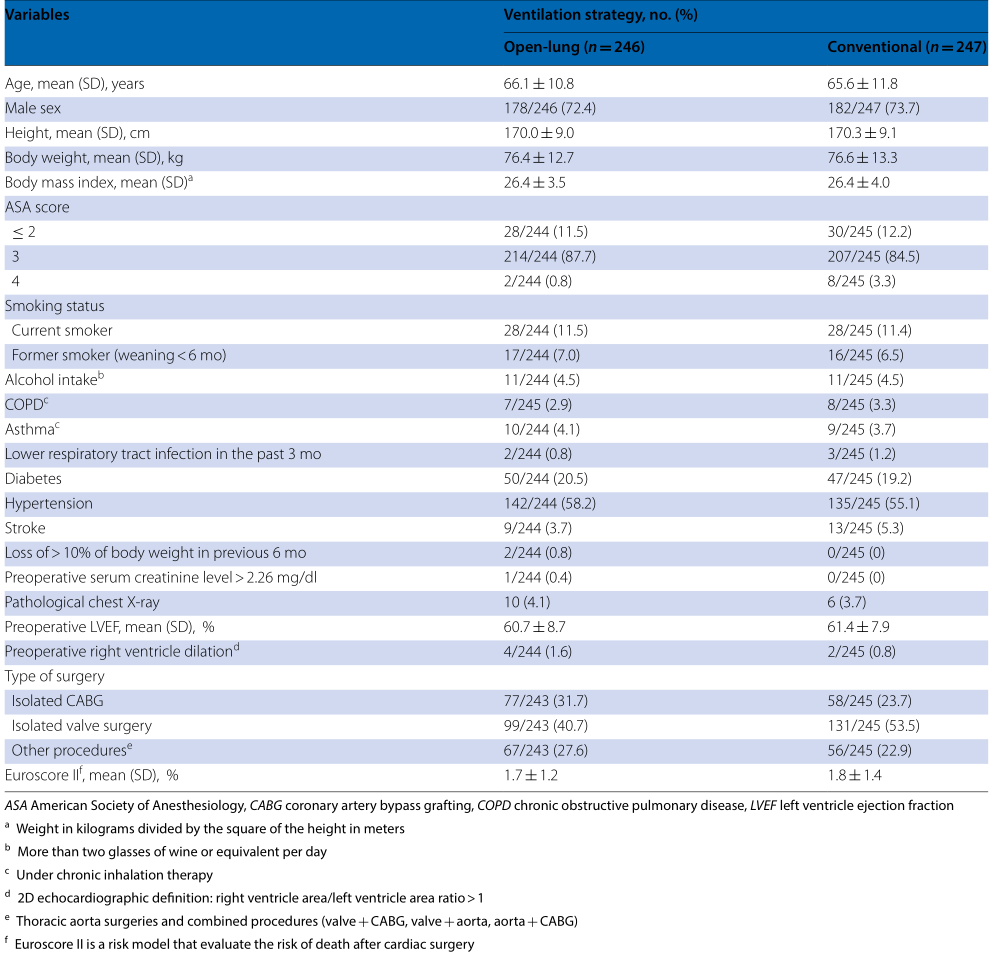 Variables Ventilation strategy, no. (%)
Open-lung (n = 246) Conventional (n = 247)
Age, mean (SD), years 66.1 ± 10.8 65.6 ± 11.8
Male sex 178/246 (72.4) 182/247 (73.7)
Height, mean (SD), cm 170.0 ± 9.0 170.3 ± 9.1
Body weight, mean (SD), kg 76.4 ± 12.7 76.6 ± 13.3
Body mass index, mean (SD)a 26.4 ± 3.5 26.4 ± 4.0
ASA score
≤ 2 28/244 (11.5) 30/245 (12.2)
3 214/244 (87.7) 207/245 (84.5)
4 2/244 (0.8) 8/245 (3.3)
Smoking status
Current smoker 28/244 (11.5) 28/245 (11.4)
Former smoker (weaning < 6 mo) 17/244 (7.0) 16/245 (6.5)
Alcohol intakeb 11/244 (4.5) 11/245 (4.5)
COPDc 7/245 (2.9) 8/245 (3.3)
Asthmac 10/244 (4.1) 9/245 (3.7)
Lower respiratory tract infection in the past 3 mo 2/244 (0.8) 3/245 (1.2)
Diabetes 50/244 (20.5) 47/245 (19.2)
Hypertension 142/244 (58.2) 135/245 (55.1)
Stroke 9/244 (3.7) 13/245 (5.3)
Loss of > 10% of body weight in previous 6 mo 2/244 (0.8) 0/245 (0)
Preoperative serum creatinine level > 2.26 mg/dl 1/244 (0.4) 0/245 (0)
Pathological chest X-ray 10 (4.1) 6 (3.7)
Preoperative LVEF, mean (SD), % 60.7 ± 8.7 61.4 ± 7.9
Preoperative right ventricle dilationd 4/244 (1.6) 2/245 (0.8)
Type of surgery
Isolated CABG 77/243 (31.7) 58/245 (23.7)
Isolated valve surgery 99/243 (40.7) 131/245 (53.5)
Other procedurese 67/243 (27.6) 56/245 (22.9)
Euroscore IIf, mean (SD), % 1.7 ± 1.2 1.8 ± 1.4
ASA American Society of Anesthesiology, CABG coronary artery bypass grafting, COPD chronic obstructive pulmonary disease, LVEF left ventricle ejection fraction
a Weight in kilograms divided by the square of the height in meters
b More than two glasses of wine or equivalent per day
c Under chronic inhalation therapy
d 2D echocardiographic definition: right ventricle area/left ventricle area ratio > 1
e Thoracic aorta surgeries and combined procedures (valve + CABG, valve + aorta, aorta + CABG)
f Euroscore II is a risk model that evaluate the risk of death after cardiac surgery